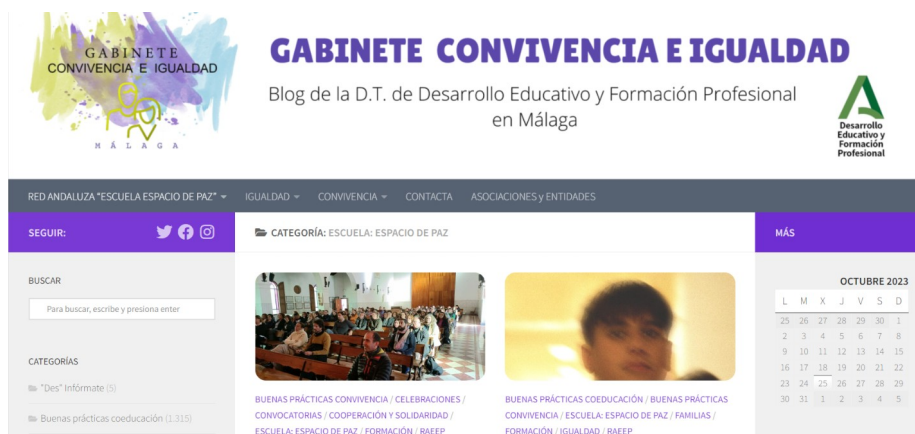 GABINETE
CONVIVENCIA E IGUALDAD
MÁLAGA
GABINETE CONVIVENCIA E IGUALDAD
Blog de la D.T. de Desarrollo Educativo y Formación Profesional
en Málaga
Desarrollo
Educativo y
Formación
Profesional
RED ANDALUZA "ESCUELA ESPACIO DE PAZ" IGUALDAD CONVIVENCIA CONTACTA ASOCIACIONES y ENTIDADES
SEGUIR:
BUSCAR
Para buscar, escribe y presiona enter
CATEGORÍAS
"Des" Infórmate (5)
Buenas prácticas coeducación (1.315)
CATEGORÍA: ESCUELA: ESPACIO DE PAZ
BUENAS PRÁCTICAS CONVIVENCIA / CELEBRACIONES /
CONVOCATORIAS / COOPERACIÓN Y SOLIDARIDAD /
ESCUELA: ESPACIO DE PAZ / FORMACIÓN / RAEEP
BUENAS PRÁCTICAS COEDUCACIÓN / BUENAS PRÁCTICAS
CONVIVENCIA / ESCUELA: ESPACIO DE PAZ / FAMILIAS /
FORMACIÓN / IGUALDAD / RAEEP
MÁS
OCTUBRE 2023
L M X J V S D
25 26 27 28 29 30 1
2 3 4 5 6 7 8
9 10 11 12 13 14 15
16 17 18 19 20 21 22
23 24 25 26 27 28 29
30 31 1 2 3 4 5